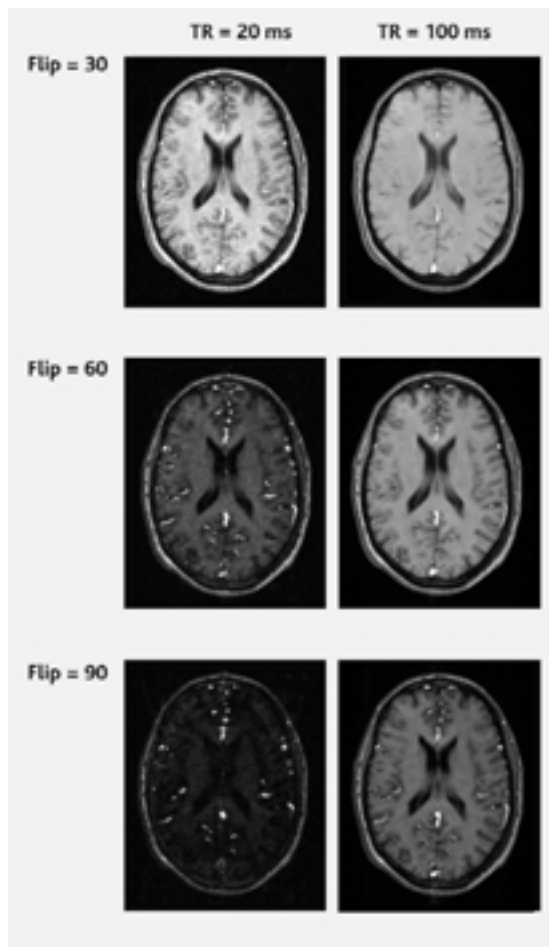 TR = 20 ms TR = 100 ms
Flip = 30
Flip = 60
Flip = 90